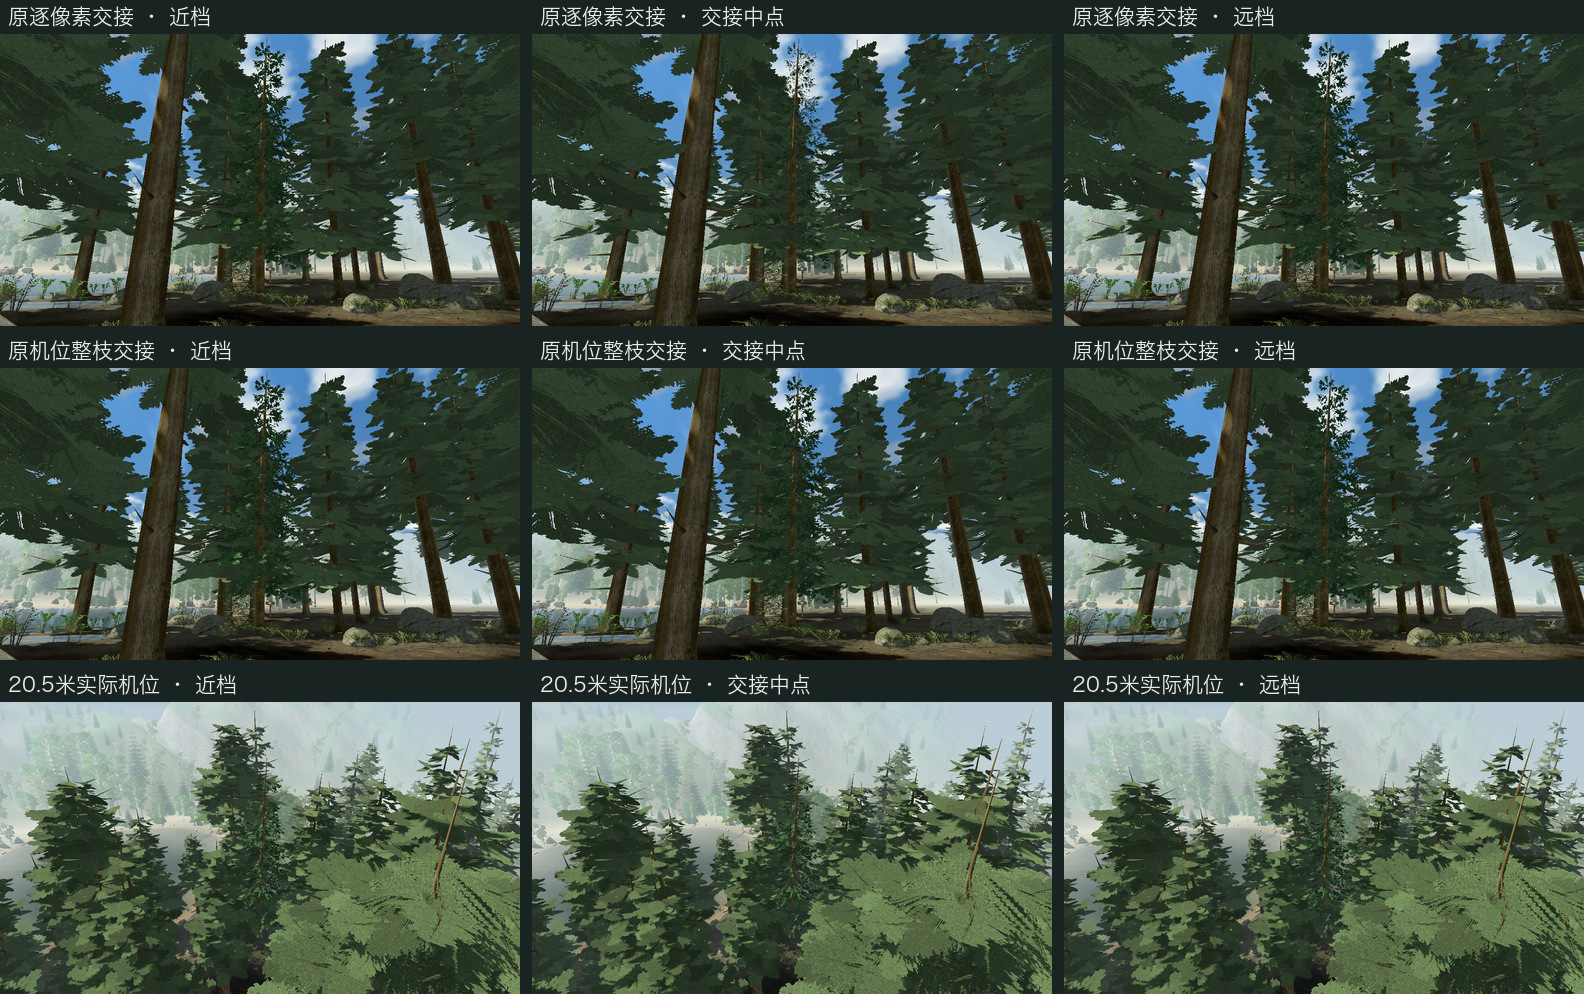 原逐像素交接 · 近档
原逐像素交接 · 交接中点
原逐像素交接 · 远档
原机位整枝交接 · 近档
原机位整枝交接 · 交接中点
原机位整枝交接 · 远档
20.5米实际机位 · 近档
20.5米实际机位 · 交接中点
20.5米实际机位 · 远档